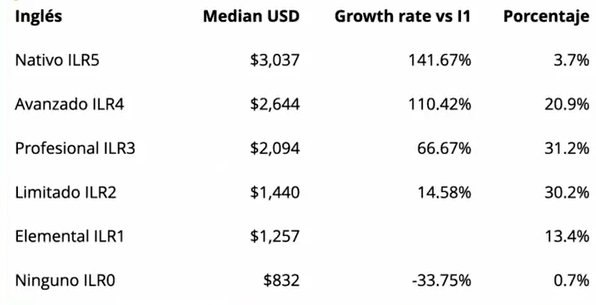 Inglés Median USD Growth rate vs I1 Porcentaje
Nativo ILR5 $3,037 141.67% 3.7%
Avanzado ILR4 $2,644 110.42% 20.9%
Profesional ILR3 $2,094 66.67% 31.2%
Limitado ILR2 $1,440 14.58% 30.2%
Elemental ILR1 $1,257 13.4%
Ninguno ILR0 $832 -33.75% 0.7%